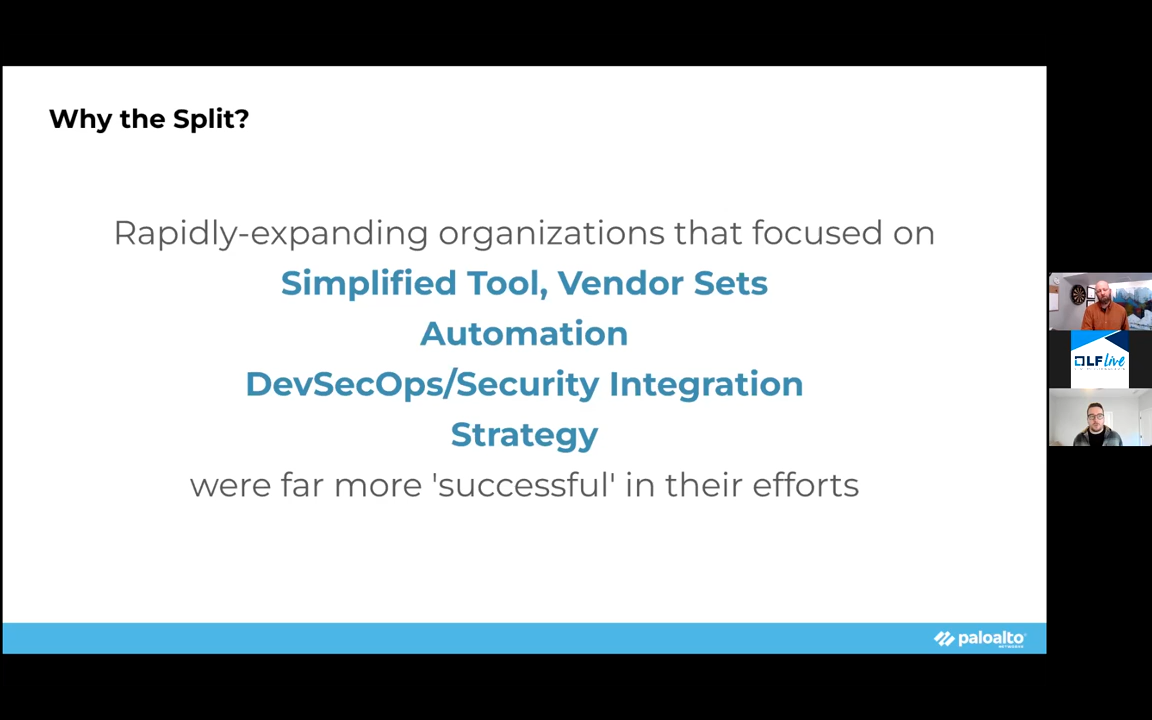 Why the Split?
Rapidly-expanding organizations that focused on
Simplified Tool, Vendor Sets
Automation
DevSecOps/Security Integration
Strategy
were far more 'successful' in their efforts
LF live
paloalto
NETWORKS